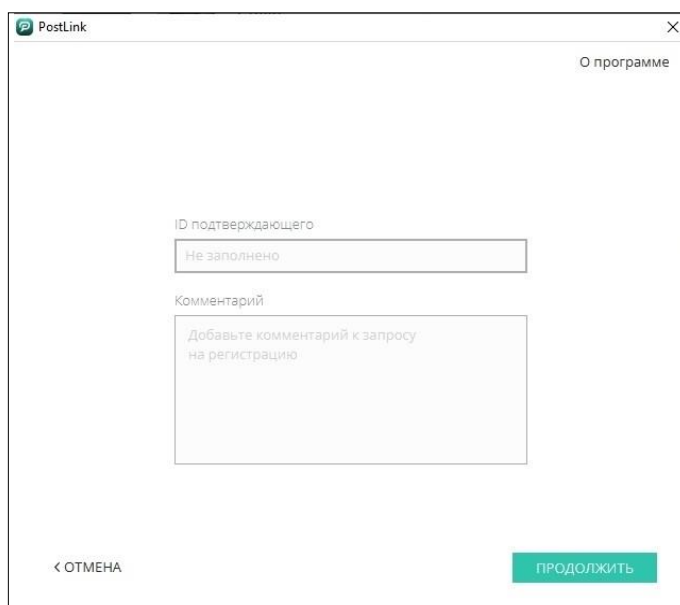 PostLink
О программе
ID подтверждающего
Не заполнено
Комментарий
Добавьте комментарий к запросу
на регистрацию
< ОТМЕНА
ПРОДОЛЖИТЬ